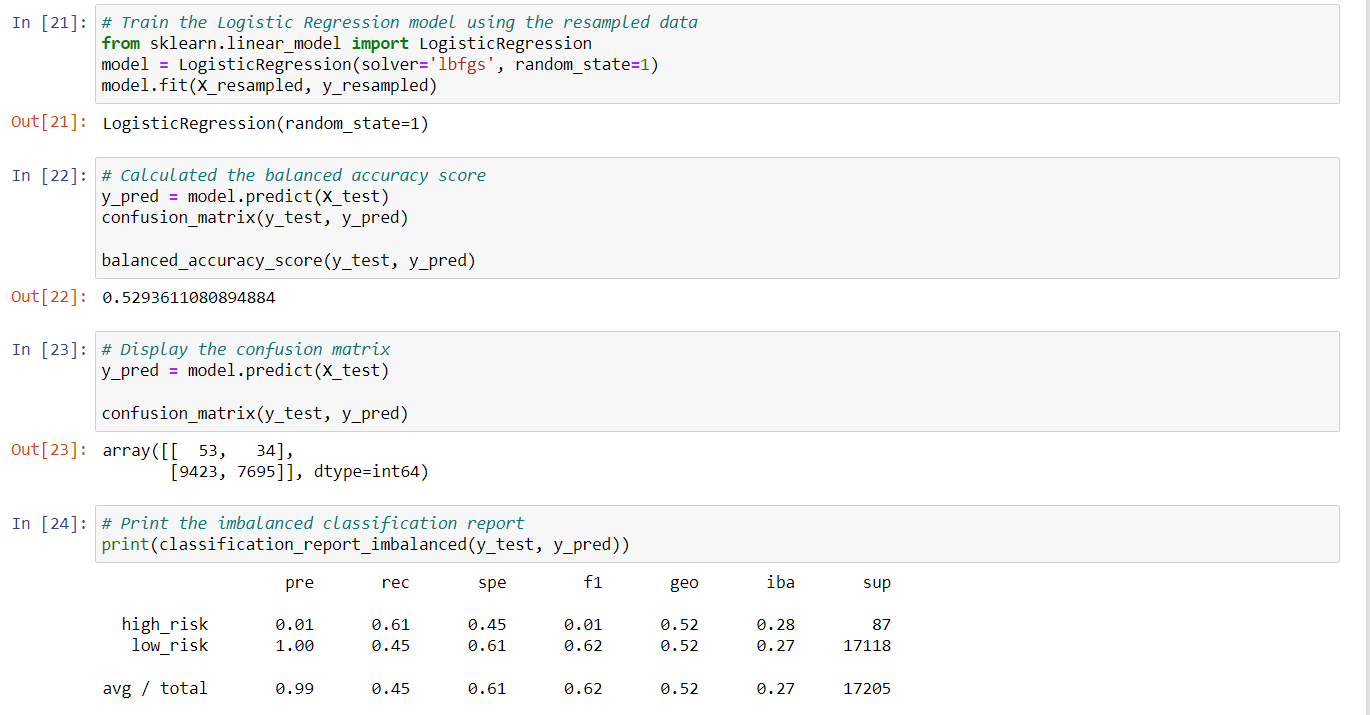 In [21]: # Train the Logistic Regression model using the resampled data
from sklearn.linear_model import LogisticRegression
model = LogisticRegression(solver='lbfgs', random_state=1)
model.fit(X_resampled, y_resampled)
Out[21]: LogisticRegression(random_state=1)
In [22]: # Calculated the balanced accuracy score
y_pred = model.predict(X_test)
confusion_matrix(y_test, y_pred)
balanced_accuracy_score(y_test, y_pred)
Out[22]: 0.5293611080894884
In [23]: # Display the confusion matrix
y_pred = model.predict(X_test)
confusion_matrix(y_test, y_pred)
Out[23]: array([[  53,   34],
[9423, 7695]], dtype=int64)
In [24]: # Print the imbalanced classification report
print(classification_report_imbalanced(y_test, y_pred))
pre rec spe f1 geo iba sup
high_risk 0.01 0.61 0.45 0.01 0.52 0.28 87
low_risk 1.00 0.45 0.61 0.62 0.52 0.27 17118
avg / total 0.99 0.45 0.61 0.62 0.52 0.27 17205